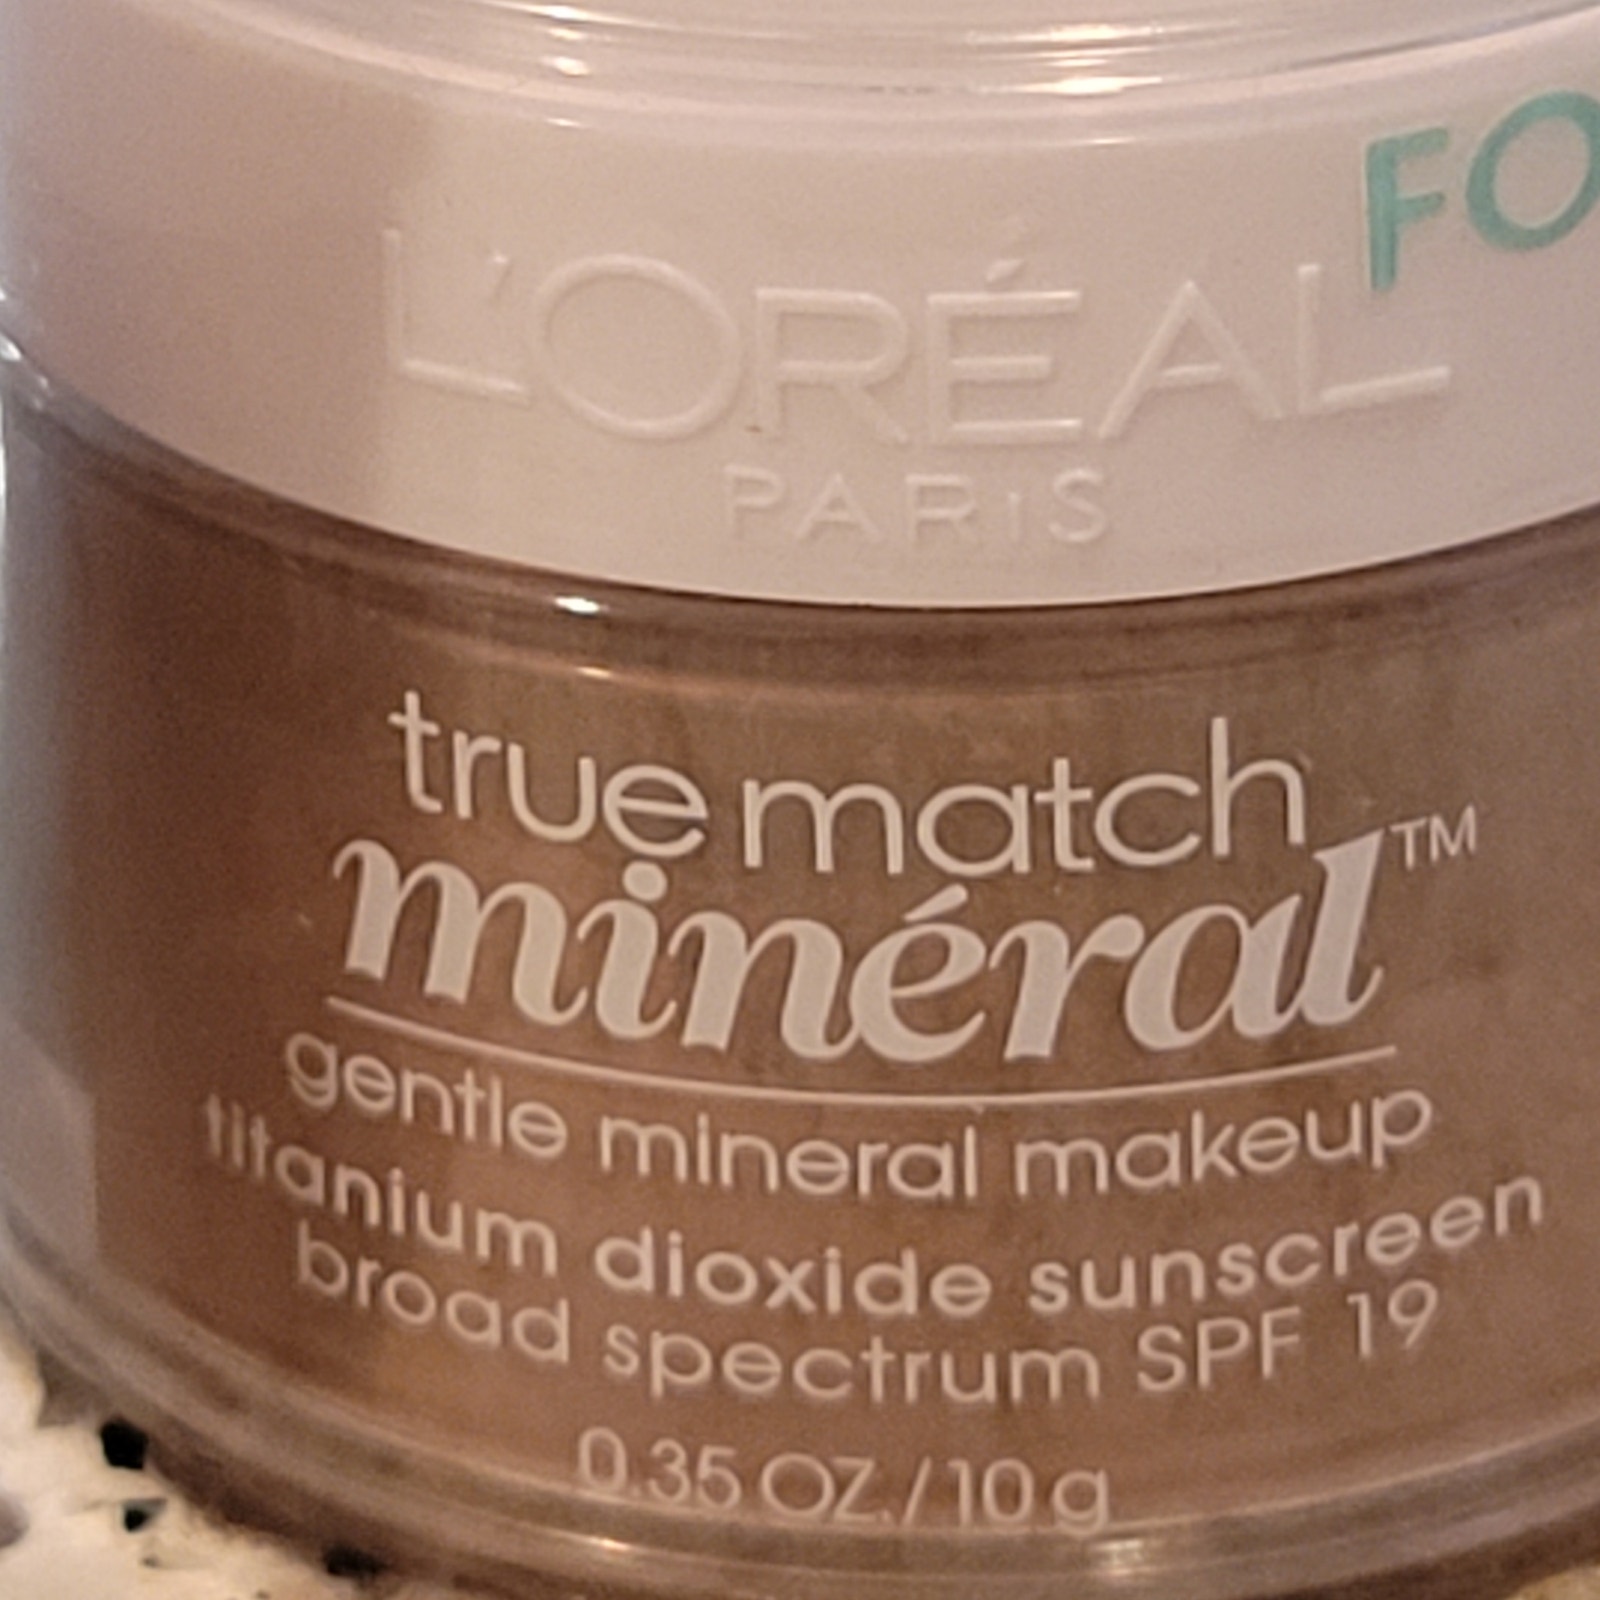 FO
L'ORÉAL
PARIS
true match
minéral™
gentle mineral makeup
titanium dioxide sunscreen
broad spectrum SPF 19
0.35 OZ./10 g